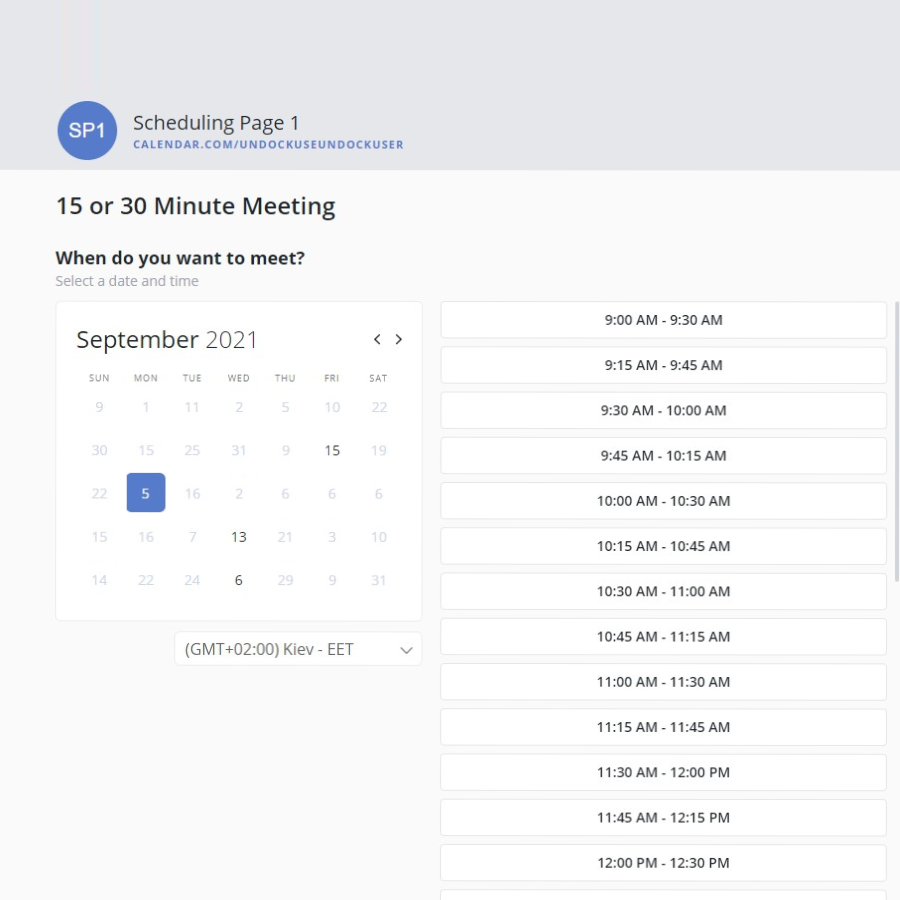 SP1
Scheduling Page 1
CALENDAR.COM/UNDOCKUSEUNDOCKUSER
15 or 30 Minute Meeting
When do you want to meet?
Select a date and time
September 2021
SUN MON TUE WED THU FRI SAT
9 1 11 2 5 10 22
30 15 25 31 9 15 19
22 5 16 2 6 6 6
15 16 7 13 21 3 10
14 22 24 6 29 9 31
(GMT+02:00) Kiev - EET
9:00 AM - 9:30 AM
9:15 AM - 9:45 AM
9:30 AM - 10:00 AM
9:45 AM - 10:15 AM
10:00 AM - 10:30 AM
10:15 AM - 10:45 AM
10:30 AM - 11:00 AM
10:45 AM - 11:15 AM
11:00 AM - 11:30 AM
11:15 AM - 11:45 AM
11:30 AM - 12:00 PM
11:45 AM - 12:15 PM
12:00 PM - 12:30 PM